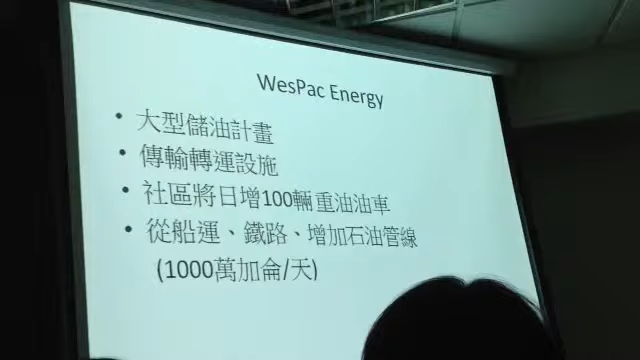 WesPac Energy
• 大型儲油計畫
• 傳輸轉運設施
• 社區將日增100輛重油油車
• 從船運、鐵路、增加石油管線
(1000萬加侖/天)